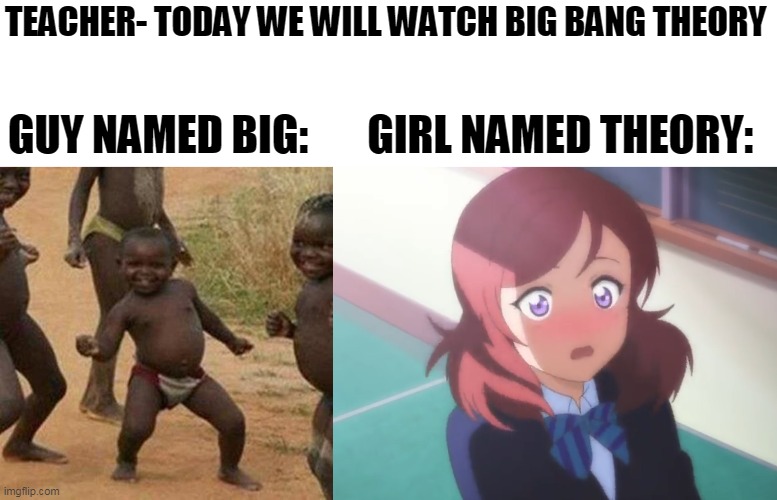 TEACHER- TODAY WE WILL WATCH BIG BANG THEORY
GUY NAMED BIG:
GIRL NAMED THEORY:
imgflip.com